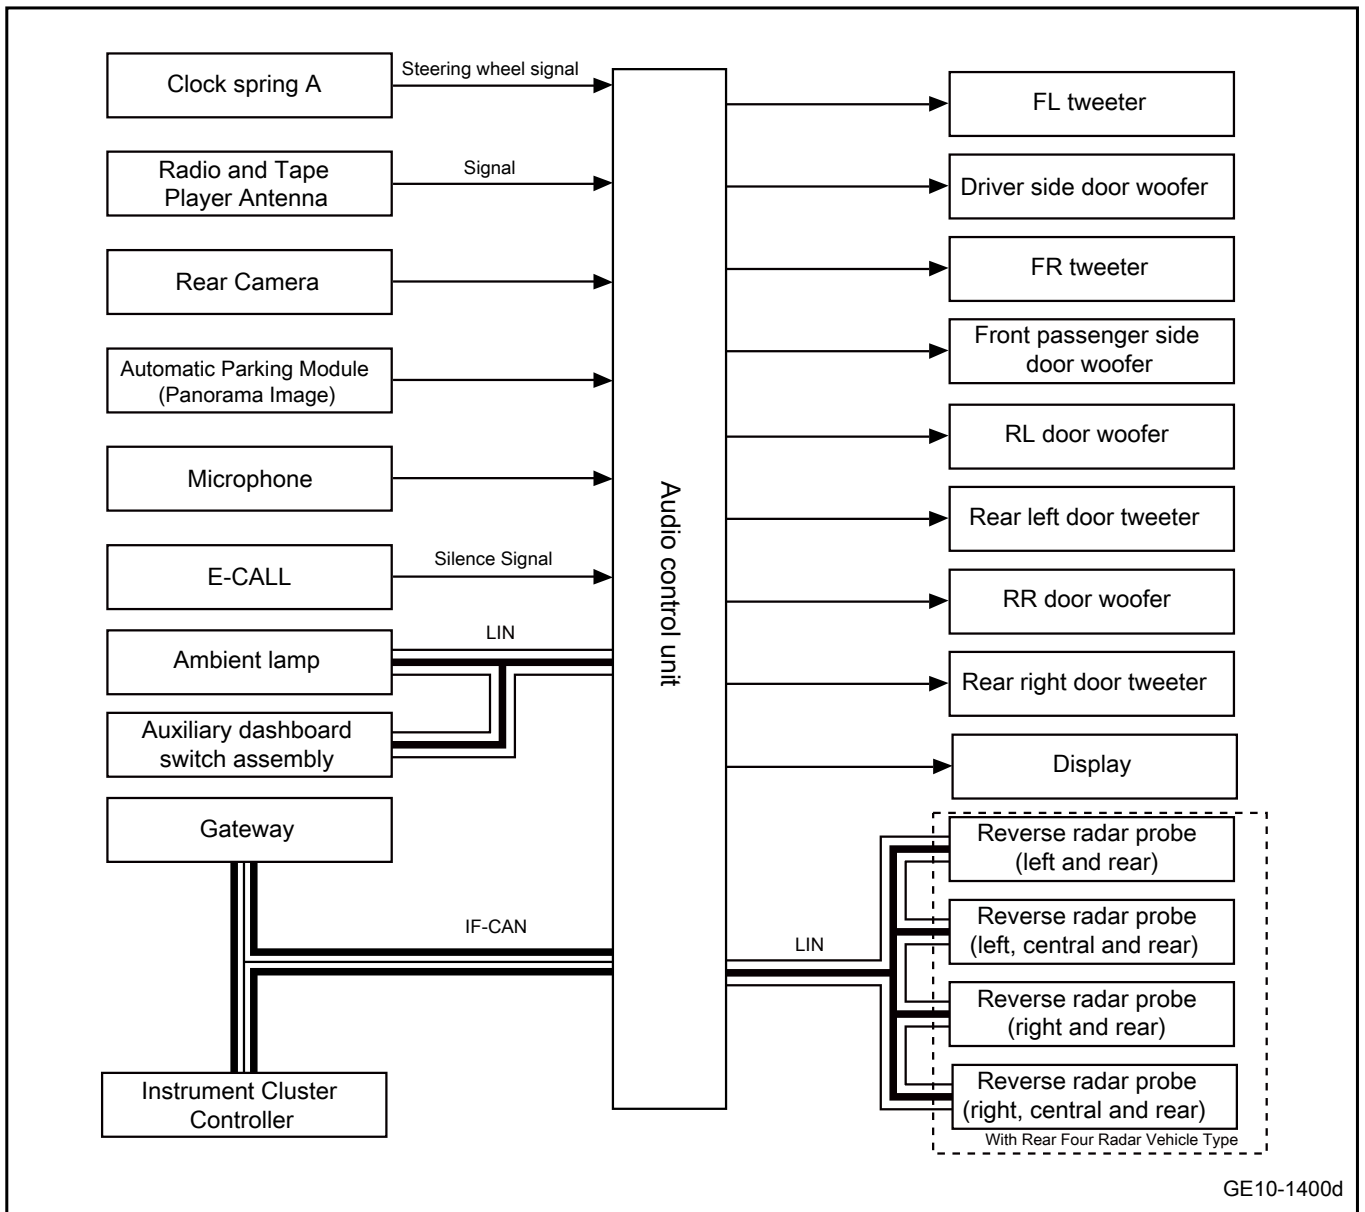 Clock spring A
Steering wheel signal
Radio and Tape
Player Antenna
Signal
Rear Camera
Automatic Parking Module
(Panorama Image)
Microphone
E-CALL
Silence Signal
Ambient lamp
LIN
Auxiliary dashboard
switch assembly
Gateway
IF-CAN
Instrument Cluster
Controller
Audio control unit
FL tweeter
Driver side door woofer
FR tweeter
Front passenger side
door woofer
RL door woofer
Rear left door tweeter
RR door woofer
Rear right door tweeter
Display
LIN
Reverse radar probe
(left and rear)
Reverse radar probe
(left, central and rear)
Reverse radar probe
(right and rear)
Reverse radar probe
(right, central and rear)
With Rear Four Radar Vehicle Type
GE10-1400d